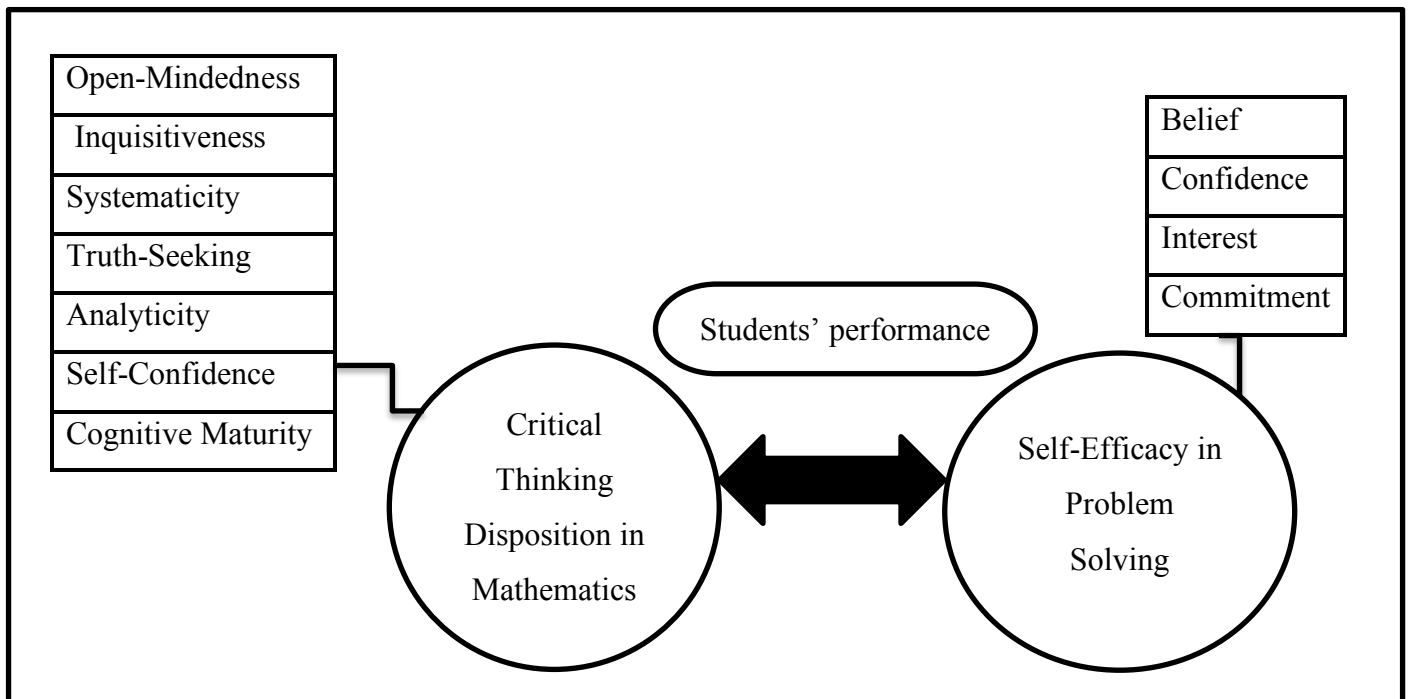 Open-Mindedness
Inquisitiveness
Systematicity
Truth-Seeking
Analyticity
Self-Confidence
Cognitive Maturity
Belief
Confidence
Interest
Commitment
Students’ performance
Critical
Thinking
Disposition in
Mathematics
Self-Efficacy in
Problem
Solving